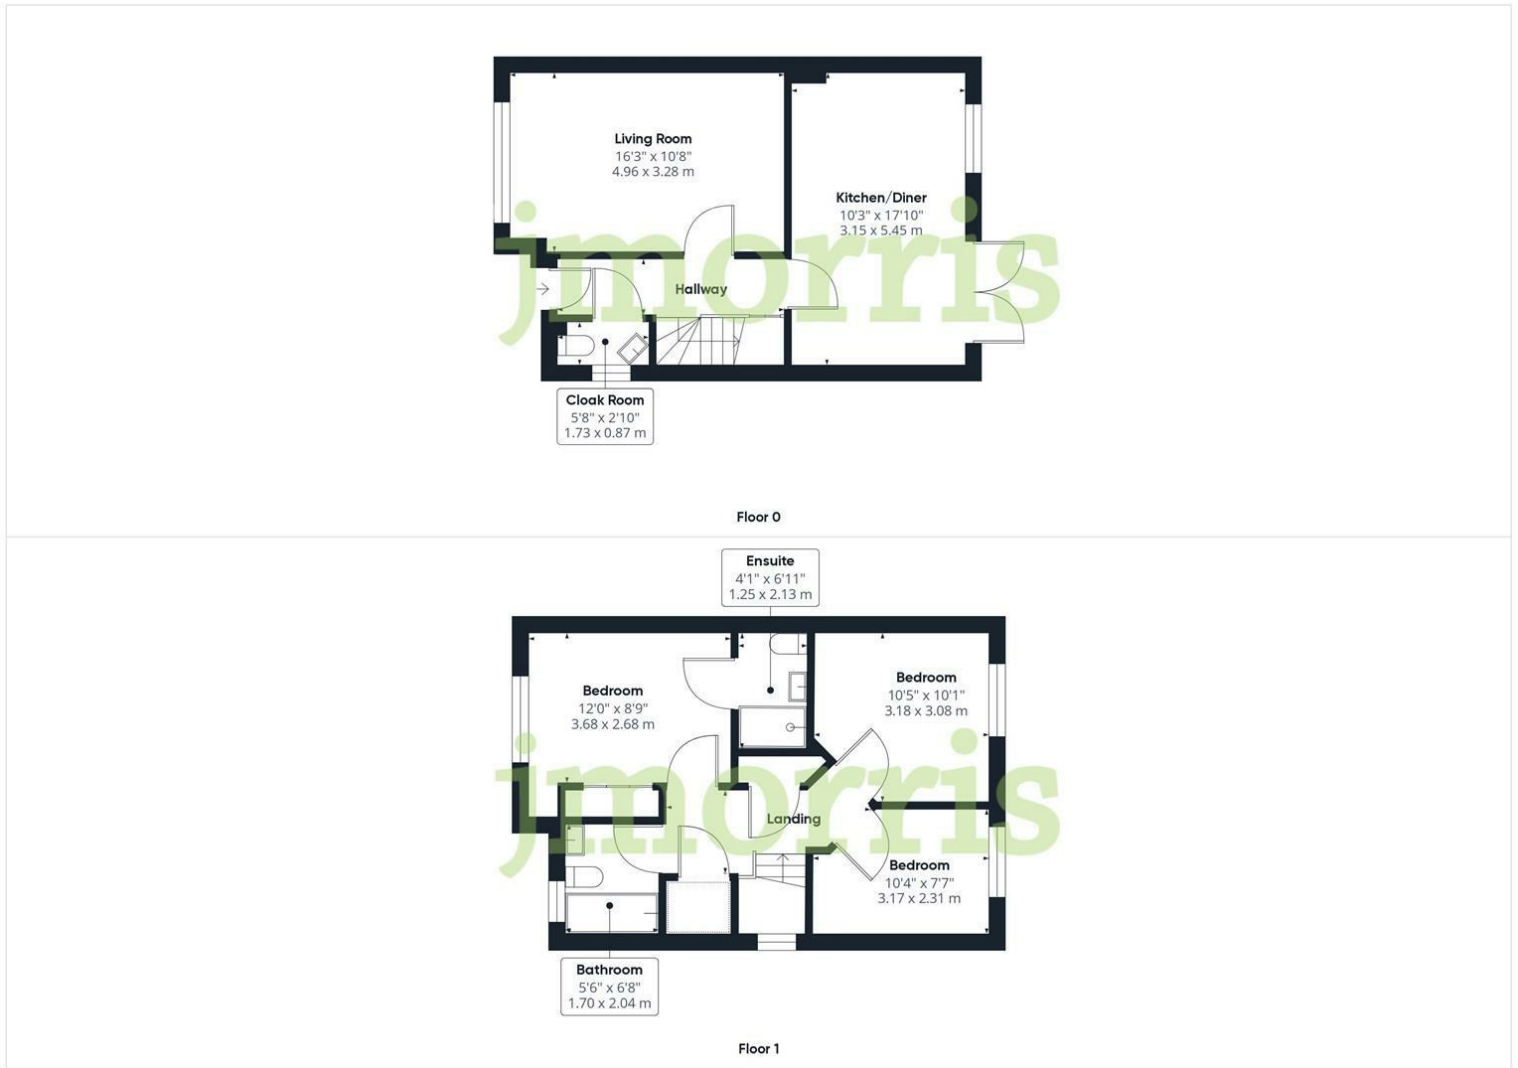 Living Room
16'3" x 10'8"
4.96 x 3.28 m
Kitchen/Diner
10'3" x 17'10"
3.15 x 5.45 m
jmorris
Hallway
Cloak Room
5'8" x 2'10"
1.73 x 0.87 m
Floor 0
Ensuite
4'1" x 6'11"
1.25 x 2.13 m
Bedroom
12'0" x 8'9"
3.68 x 2.68 m
Bedroom
10'5" x 10'1"
3.18 x 3.08 m
jmorris
Landing
Bedroom
10'4" x 7'7"
3.17 x 2.31 m
Bathroom
5'6" x 6'8"
1.70 x 2.04 m
Floor 1